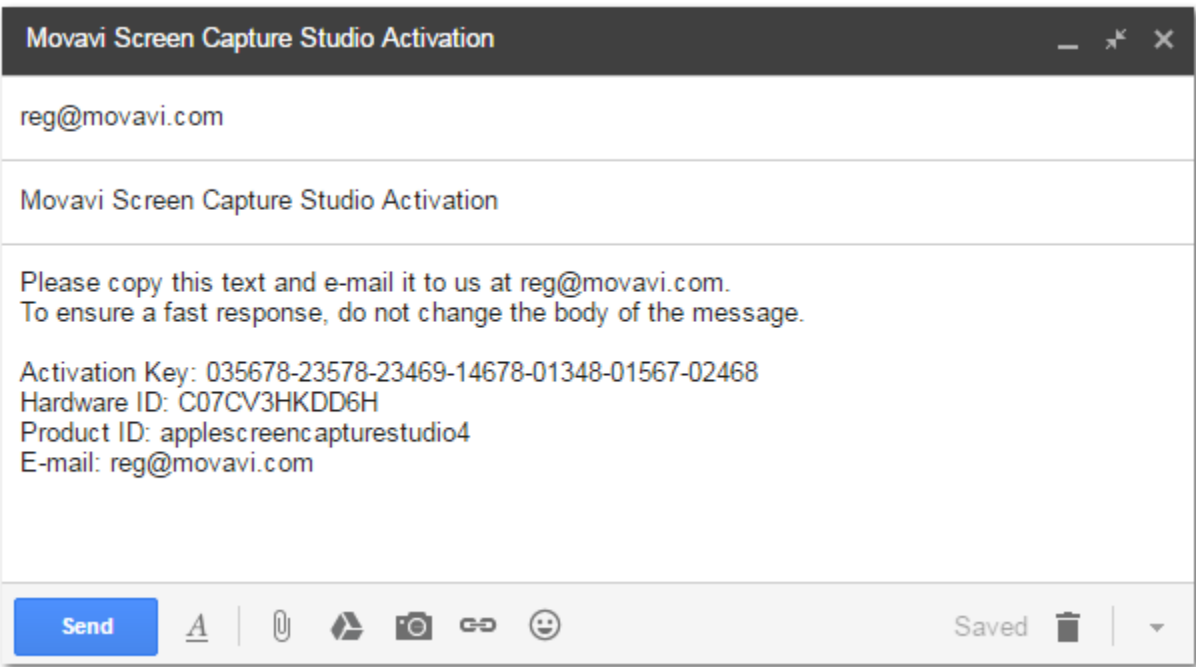 Movavi Screen Capture Studio Activation
reg@movavi.com
Movavi Screen Capture Studio Activation
Please copy this text and e-mail it to us at reg@movavi.com.
To ensure a fast response, do not change the body of the message.
Activation Key: 035678-23578-23469-14678-01348-01567-02468
Hardware ID: C07CV3HKDD6H
Product ID: applescreencapturestudio4
E-mail: reg@movavi.com
Send A Saved